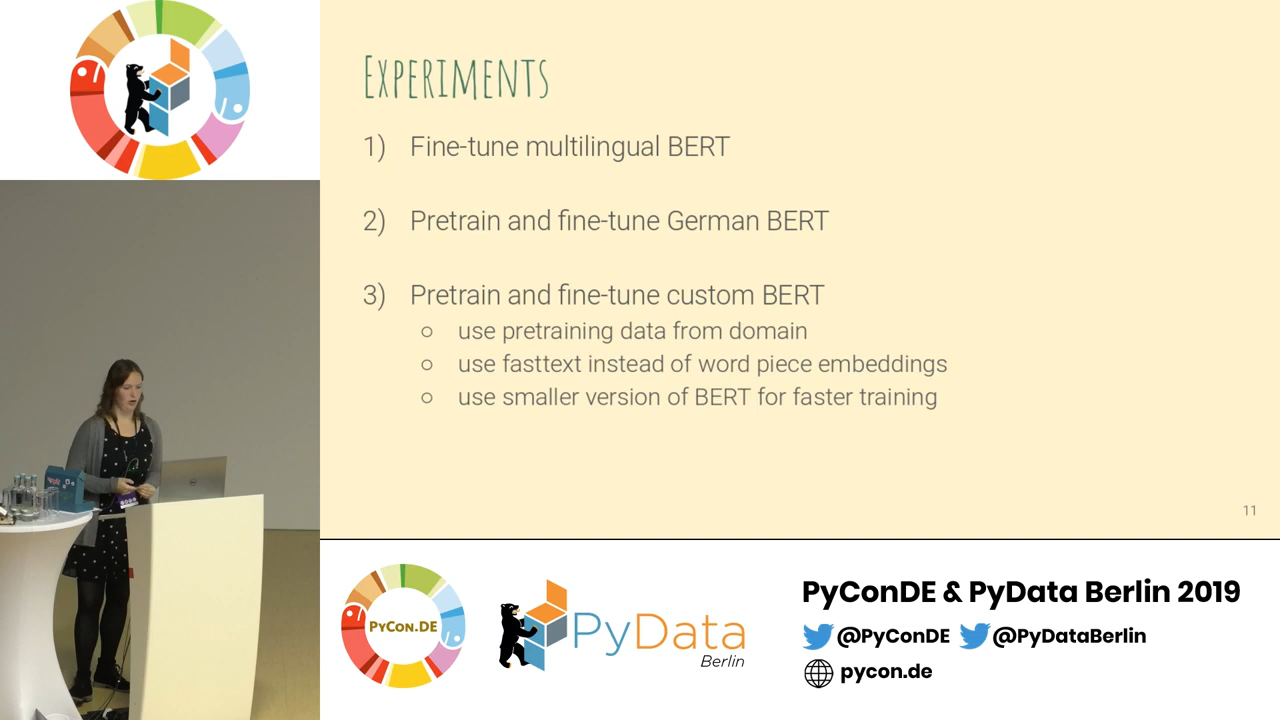 Experiments
1) Fine-tune multilingual BERT
2) Pretrain and fine-tune German BERT
3) Pretrain and fine-tune custom BERT
○ use pretraining data from domain
○ use fasttext instead of word piece embeddings
○ use smaller version of BERT for faster training
11
PyCon.DE
PyData
Berlin
PyConDE & PyData Berlin 2019
@PyConDE @PyDataBerlin
pycon.de